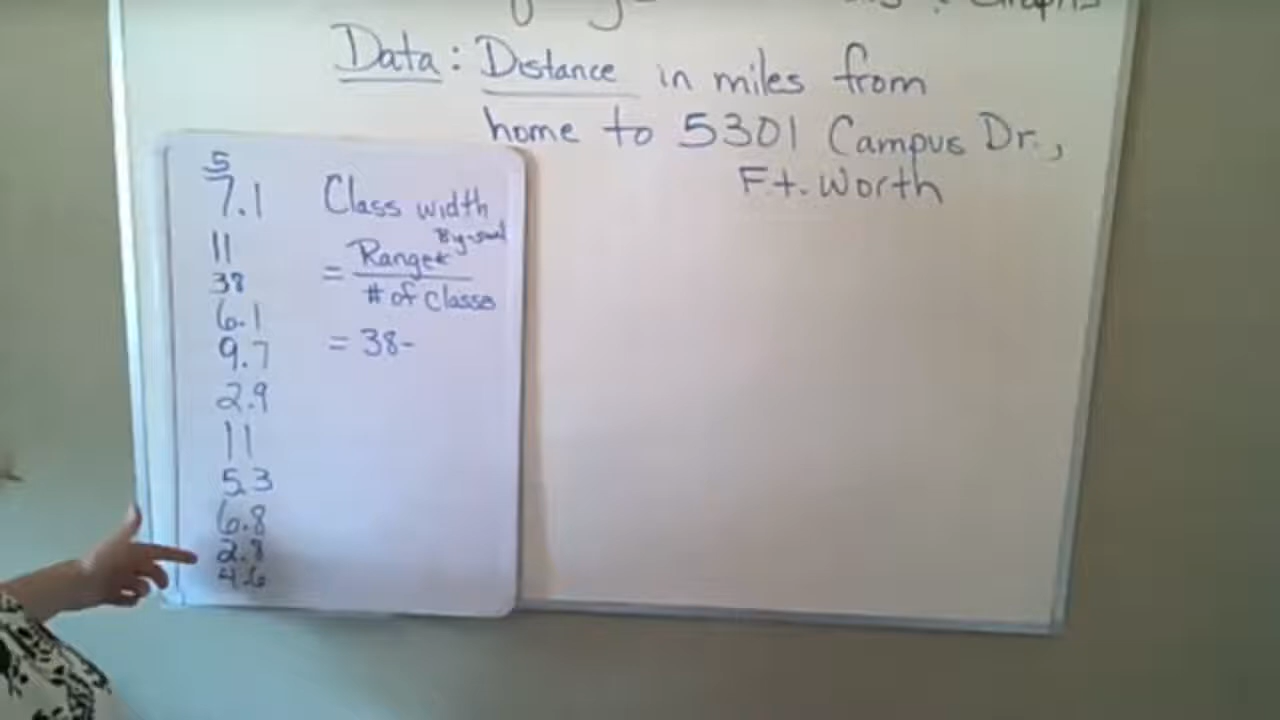 Graphs
Data: Distance in miles from
home to 5301 Campus Dr.,
Ft. Worth
5
7.1
11
38
6.1
9.7
2.9
11
5.3
6.8
2.8
4.6
Class width
= Range
# of Classes
= 38-